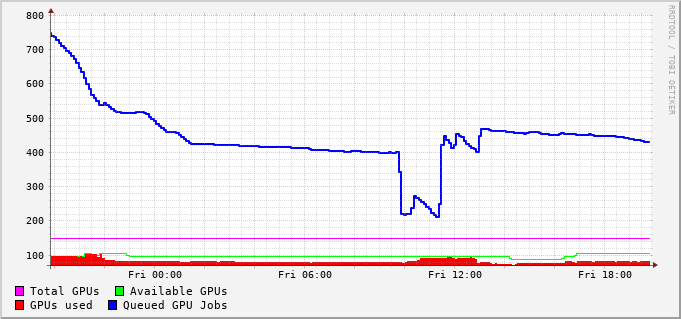 800
700
600
500
400
300
200
100
Fri 00:00 Fri 06:00 Fri 12:00 Fri 18:00
Total GPUs Available GPUs
GPUs used Queued GPU Jobs
RRDTOOL / TOBI OETIKER